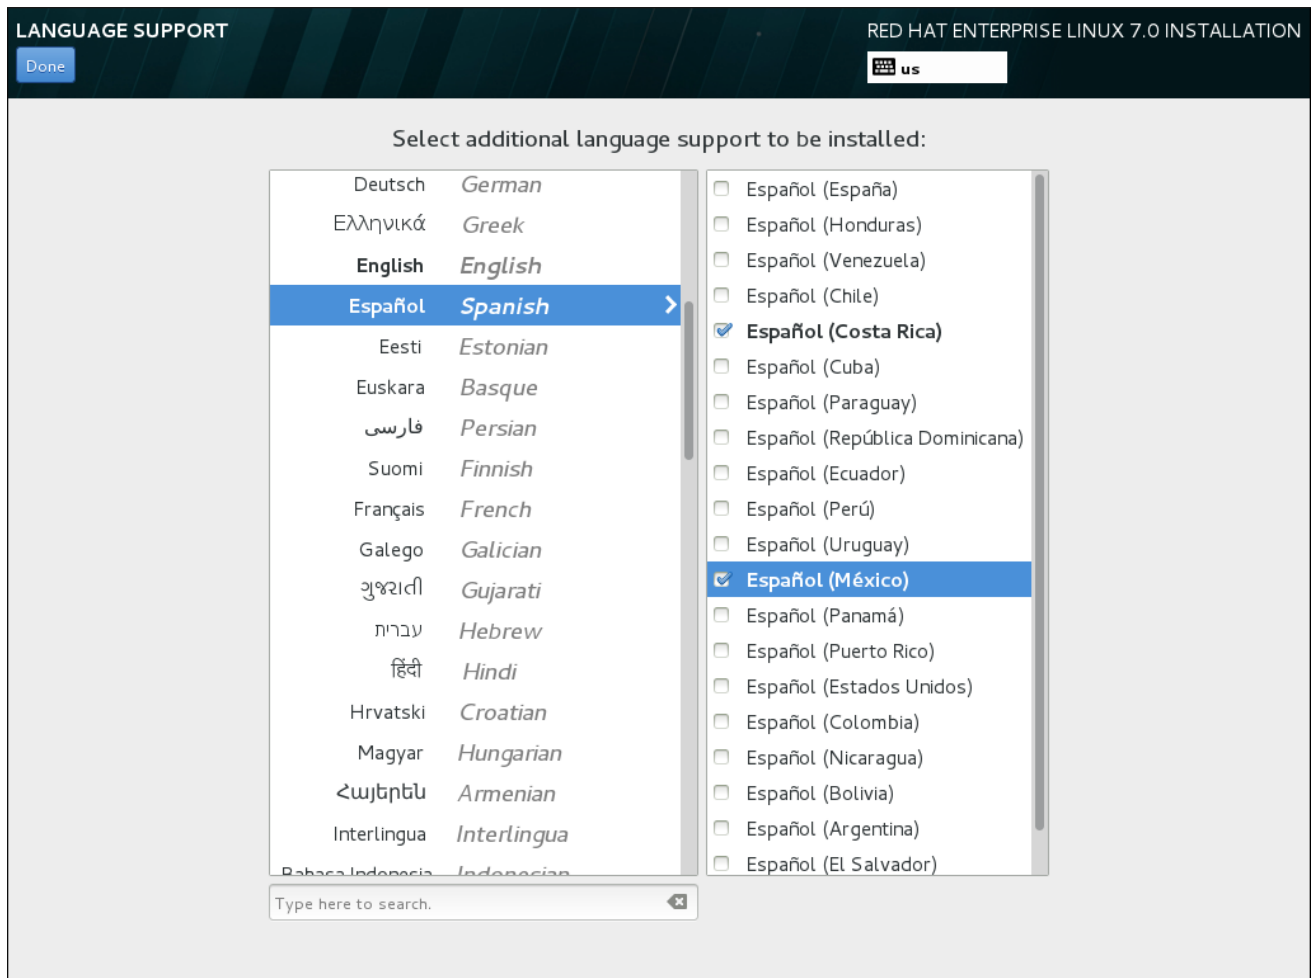 LANGUAGE SUPPORT
RED HAT ENTERPRISE LINUX 7.0 INSTALLATION
Done
us
Select additional language support to be installed:
Deutsch German
Ελληνικά Greek
English English
Español Spanish
Eesti Estonian
Euskara Basque
فارسی Persian
Suomi Finnish
Français French
Galego Galician
ગુજરાતી Gujarati
עברית Hebrew
हिंदी Hindi
Hrvatski Croatian
Magyar Hungarian
Հայերեն Armenian
Interlingua Interlingua
Bahasa Indonesia Indonesian
Español (España)
Español (Honduras)
Español (Venezuela)
Español (Chile)
Español (Costa Rica)
Español (Cuba)
Español (Paraguay)
Español (República Dominicana)
Español (Ecuador)
Español (Perú)
Español (Uruguay)
Español (México)
Español (Panamá)
Español (Puerto Rico)
Español (Estados Unidos)
Español (Colombia)
Español (Nicaragua)
Español (Bolivia)
Español (Argentina)
Español (El Salvador)
Type here to search.